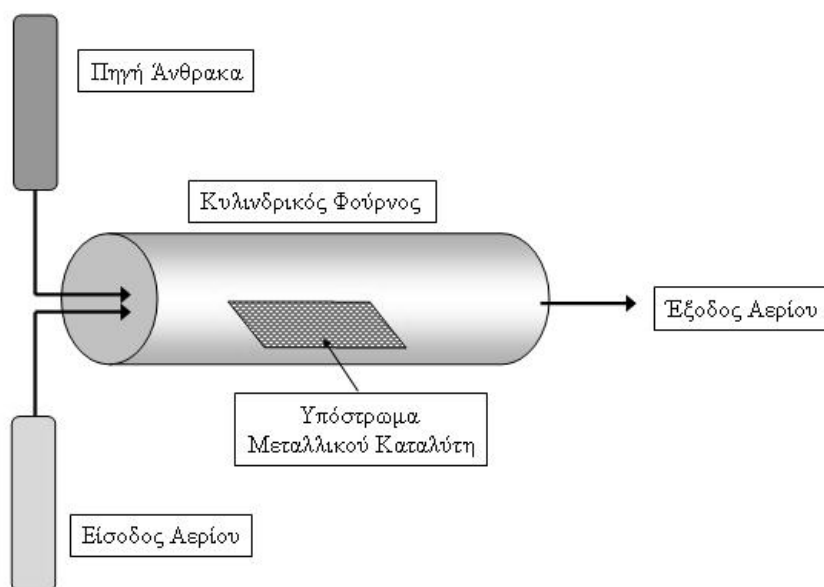 Πηγή Άνθρακα
Κυλινδρικός Φούρνος
Έξοδος Αερίου
Υπόστρωμα
Μεταλλικού Καταλύτη
Είσοδος Αερίου